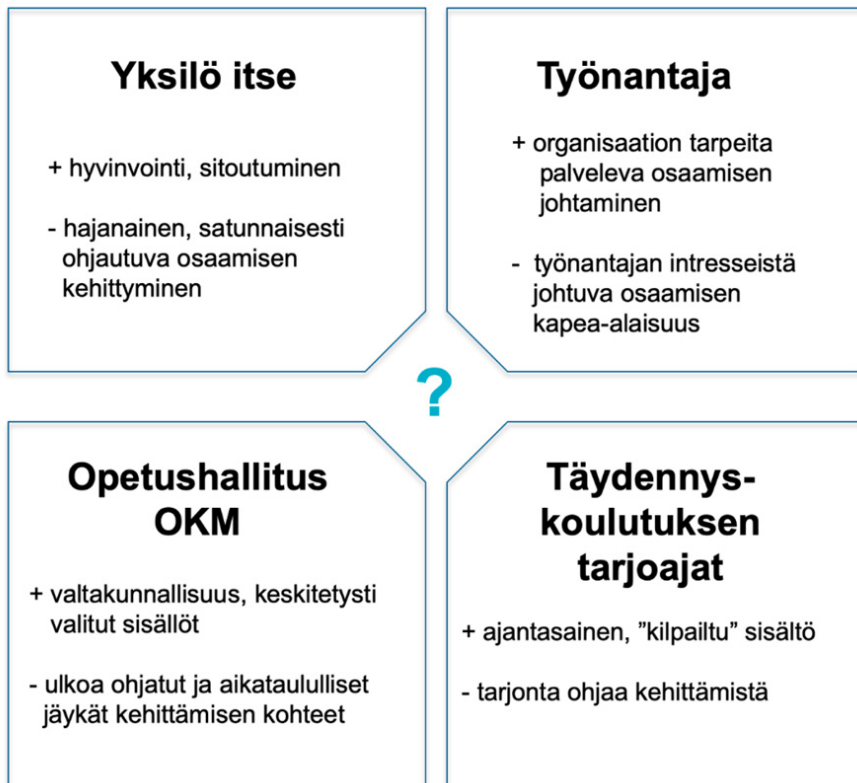 Yksilö itse
+ hyvinvointi, sitoutuminen
- hajanainen, satunnaisesti
ohjautuva osaamisen
kehittyminen
Työnantaja
+ organisaation tarpeita
palveleva osaamisen
johtaminen
- työnantajan intresseistä
johtuva osaamisen
kapea-alaisuus
?
Opetushallitus
OKM
+ valtakunnallisuus, keskitetysti
valitut sisällöt
- ulkoa ohjatut ja aikataululliset
jäykät kehittämisen kohteet
Täydennys-
koulutuksen
tarjoajat
+ ajantasainen, ”kilpailtu” sisältö
- tarjonta ohjaa kehittämistä